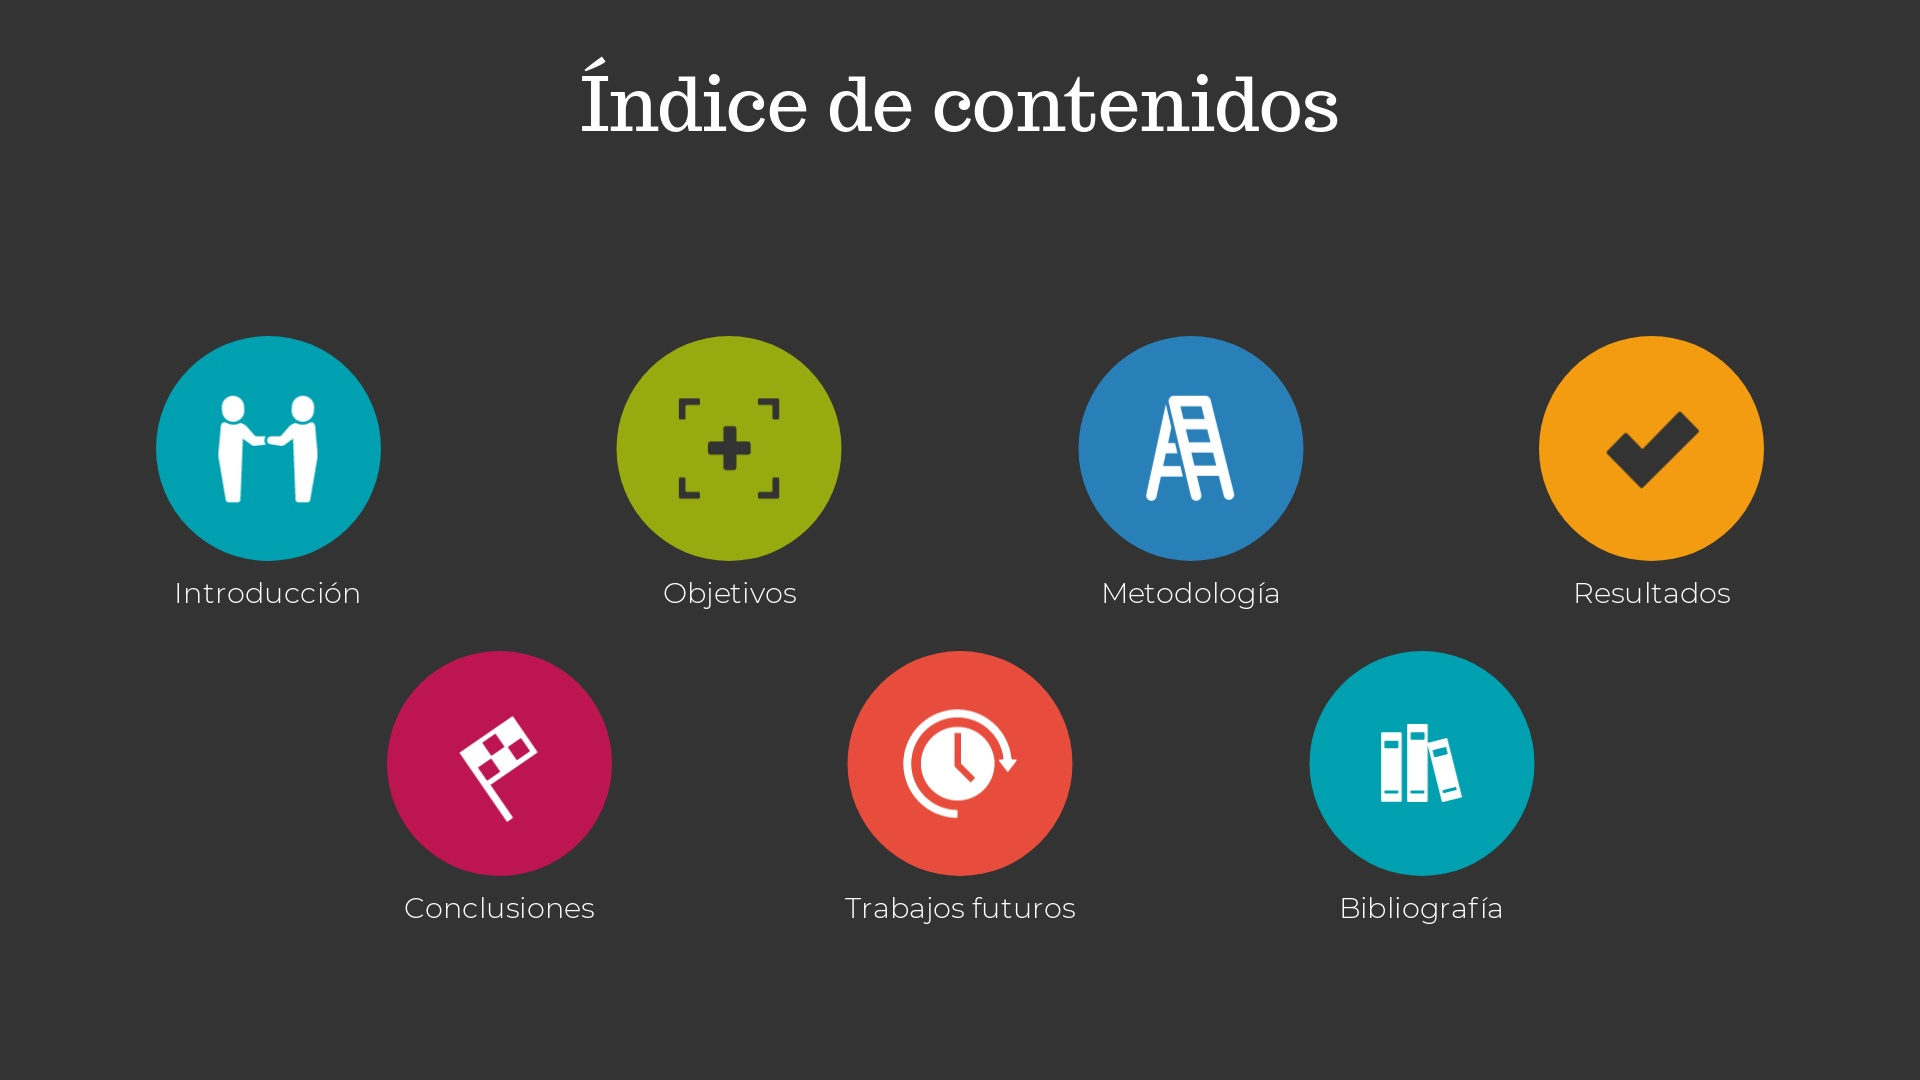 Índice de contenidos
Introducción
Objetivos
Metodología
Resultados
Conclusiones
Trabajos futuros
Bibliografía